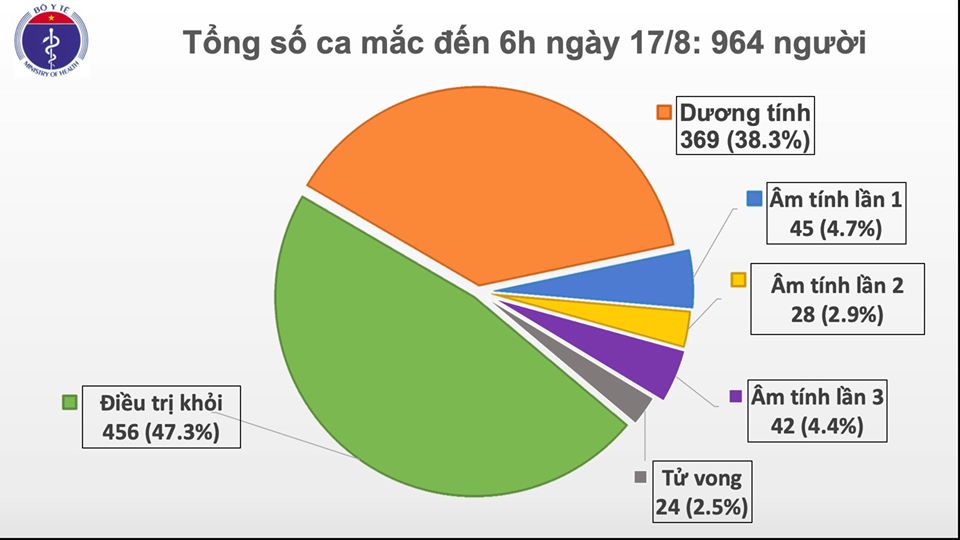 BỘ Y TẾ
MINISTRY OF HEALTH
Tổng số ca mắc đến 6h ngày 17/8: 964 người
Dương tính
369 (38.3%)
Âm tính lần 1
45 (4.7%)
Âm tính lần 2
28 (2.9%)
Âm tính lần 3
42 (4.4%)
Tử vong
24 (2.5%)
Điều trị khỏi
456 (47.3%)